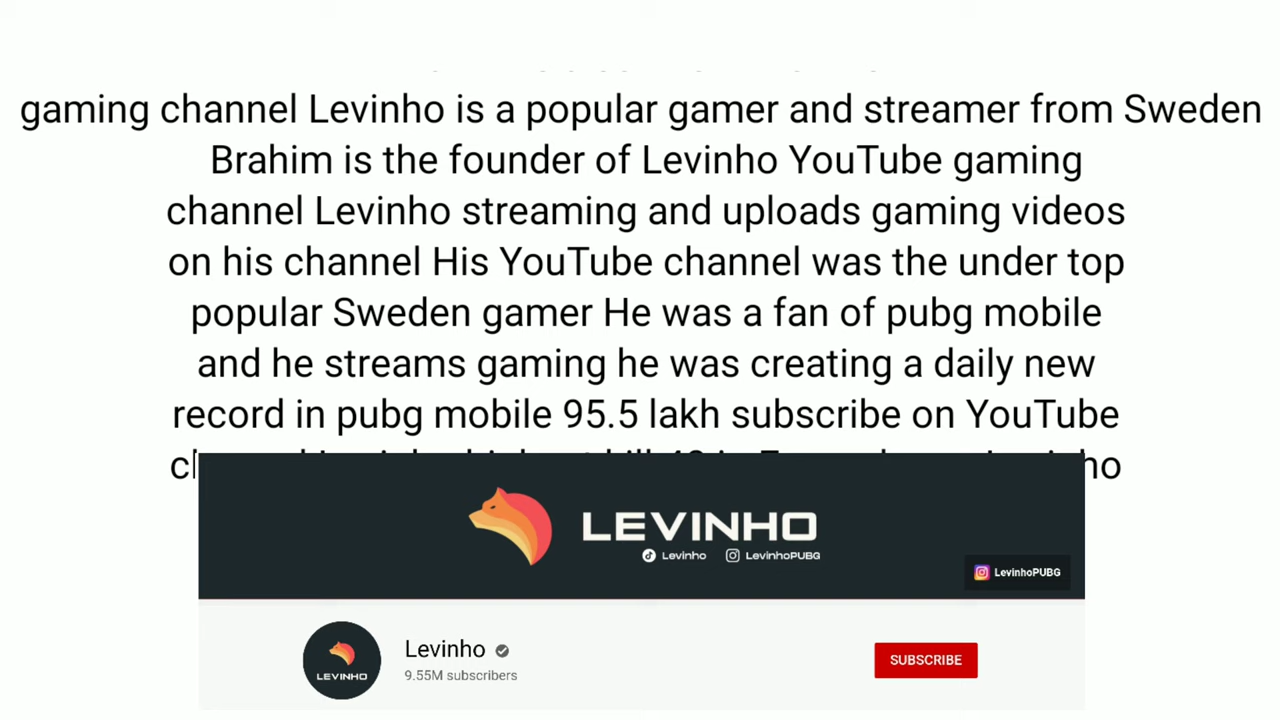 gaming channel Levinho is a popular gamer and streamer from Sweden
Brahim is the founder of Levinho YouTube gaming
channel Levinho streaming and uploads gaming videos
on his channel His YouTube channel was the under top
popular Sweden gamer He was a fan of pubg mobile
and he streams gaming he was creating a daily new
record in pubg mobile 95.5 lakh subscribe on YouTube
LEVINHO
Levinho LevinhoPUBG
LevinhoPUBG
LEVINHO
Levinho
9.55M subscribers
SUBSCRIBE